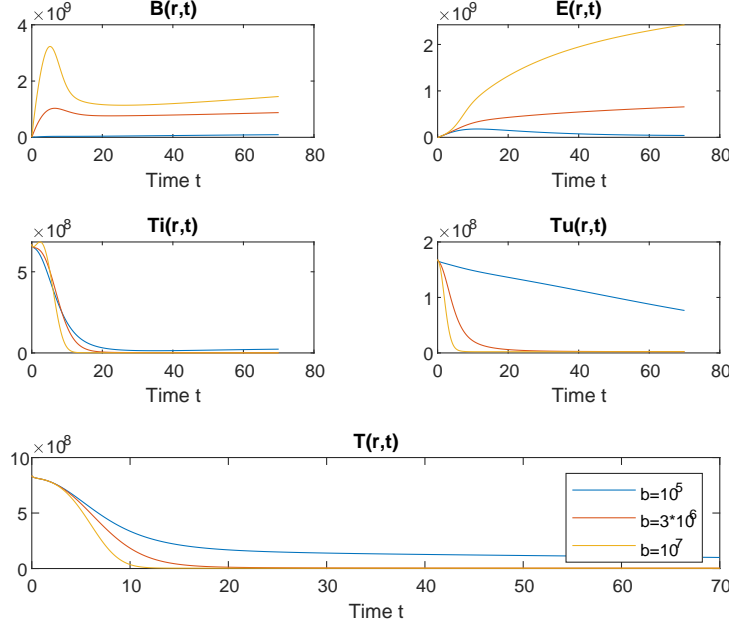 B(r,t)
×10^9
4
2
0
0 20 40 60 80
Time t
E(r,t)
×10^9
2
1
0
0 20 40 60 80
Time t
Ti(r,t)
×10^8
5
0
0 20 40 60 80
Time t
Tu(r,t)
×10^8
2
1
0
0 20 40 60 80
Time t
T(r,t)
×10^8
10
5
0
0 10 20 30 40 50 60 70
Time t
b=10^5
b=3*10^6
b=10^7